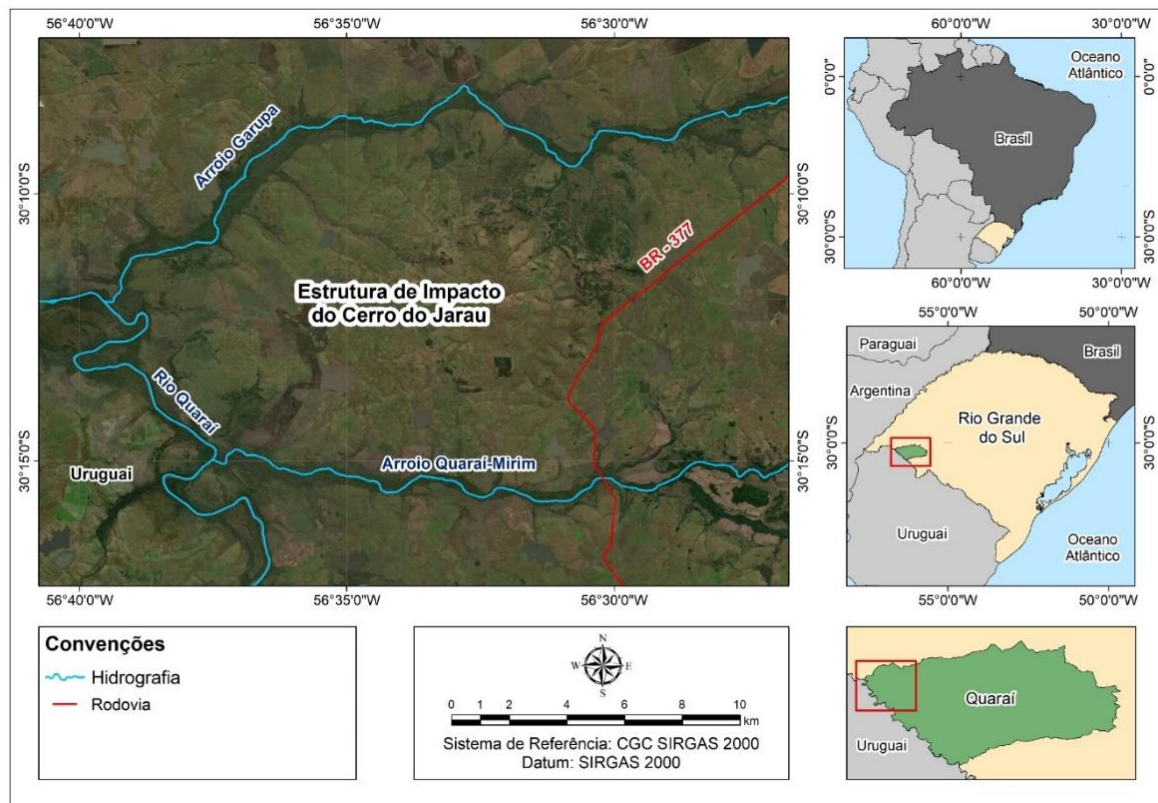 56°40'0"W 56°35'0"W 56°30'0"W
30°10'0"S
30°15'0"S
Arroio Garupa
BR - 377
Estrutura de Impacto
do Cerro do Jarau
Rio Quaraí
Uruguai
Arroio Quaraí-Mirim
30°10'0"S
30°15'0"S
56°40'0"W 56°35'0"W 56°30'0"W
60°0'0"W 30°0'0"W
Oceano
Atlântico
0°0'0"
Brasil
30°0'0"S
0°0'0"
30°0'0"S
60°0'0"W 30°0'0"W
55°0'0"W 50°0'0"W
Paraguai
Brasil
Argentina
Rio Grande
do Sul
30°0'0"S
30°0'0"S
Uruguai
Oceano
Atlântico
55°0'0"W 50°0'0"W
Convenções
Hidrografia
Rodovia
N
W E
S
0 1 2 4 6 8 10
km
Sistema de Referência: CGC SIRGAS 2000
Datum: SIRGAS 2000
Quaraí
Uruguai